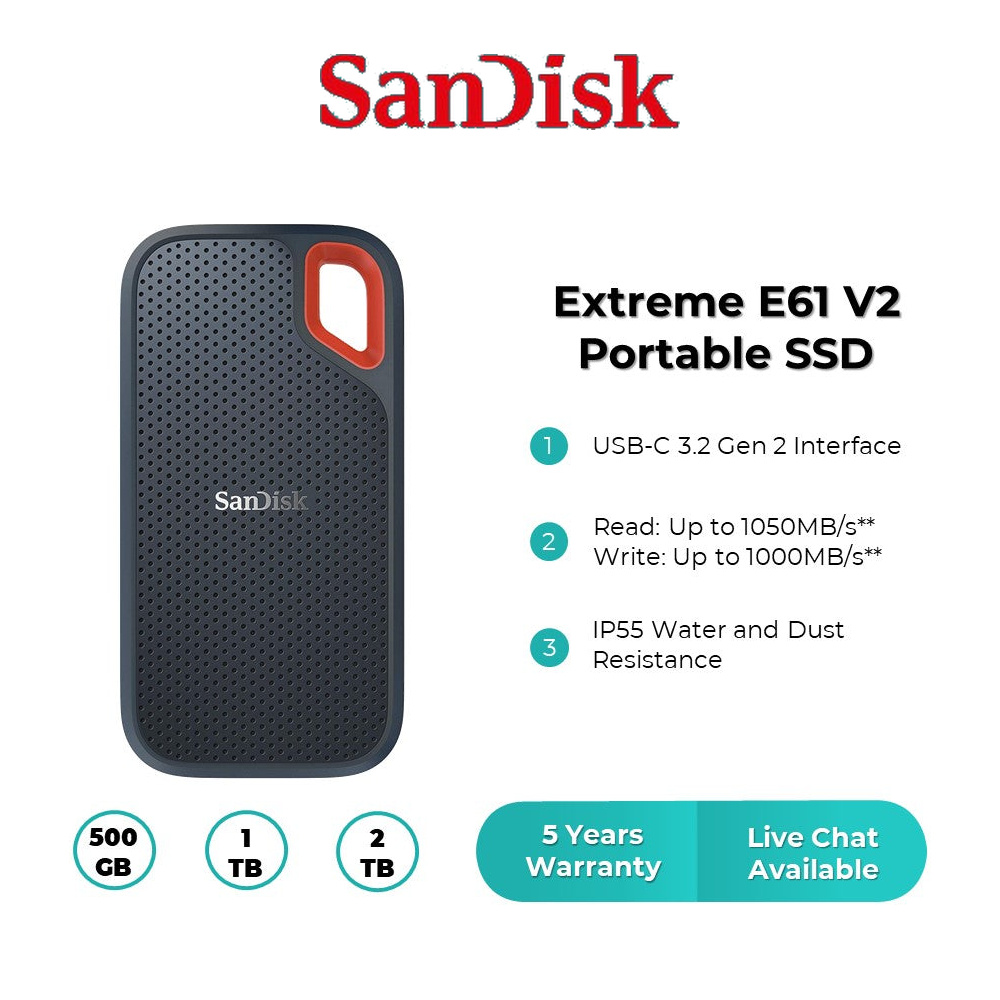 SanDisk
SanDisk
Extreme E61 V2
Portable SSD
1 USB-C 3.2 Gen 2 Interface
2 Read: Up to 1050MB/s**
Write: Up to 1000MB/s**
3 IP55 Water and Dust
Resistance
500
GB
1
TB
2
TB
5 Years
Warranty
Live Chat
Available